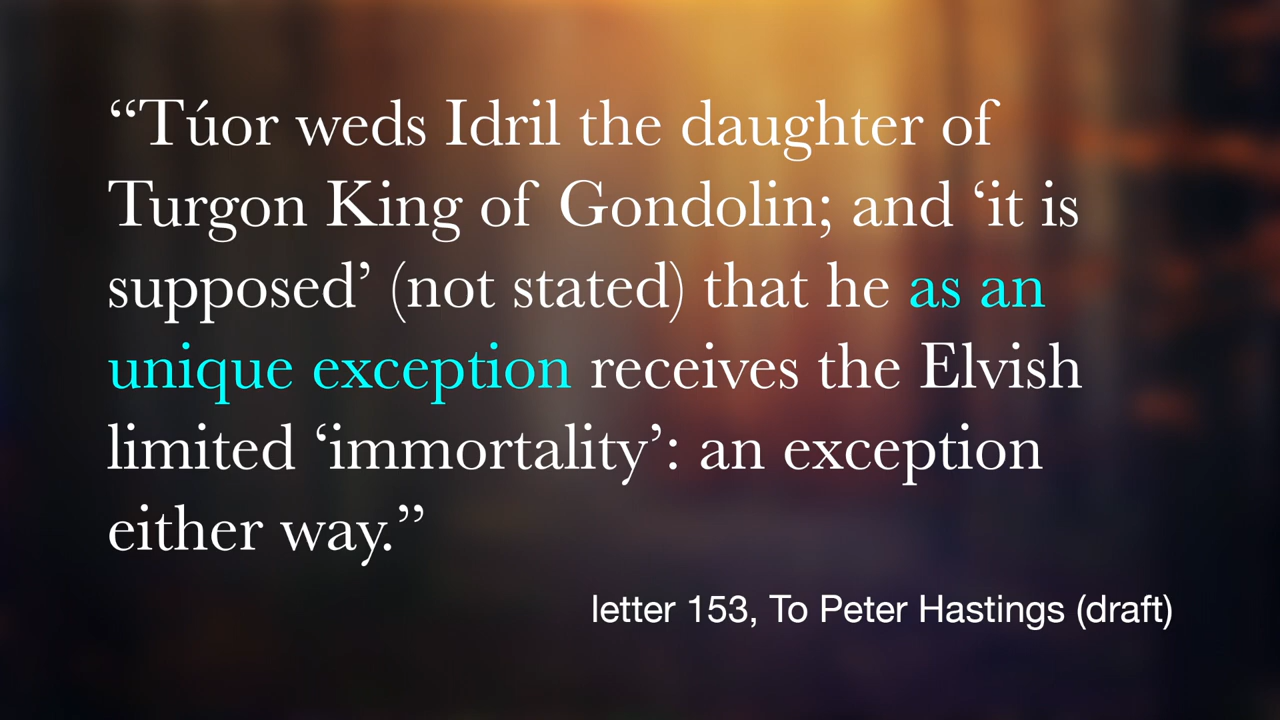 “Túor weds Idril the daughter of
Turgon King of Gondolin; and ‘it is
supposed’ (not stated) that he as an
unique exception receives the Elvish
limited ‘immortality’: an exception
either way.”
letter 153, To Peter Hastings (draft)